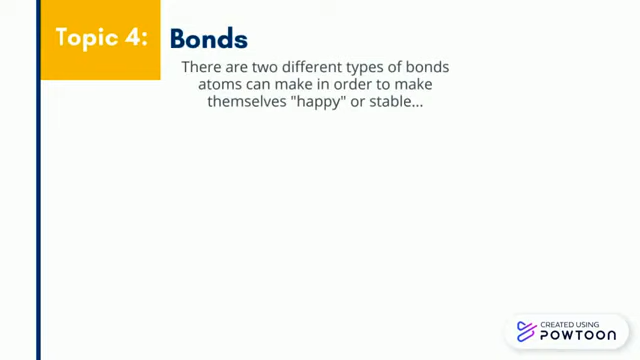 Topic 4:
Bonds
There are two different types of bonds
atoms can make in order to make
themselves "happy" or stable...
CREATED USING
POWTOON